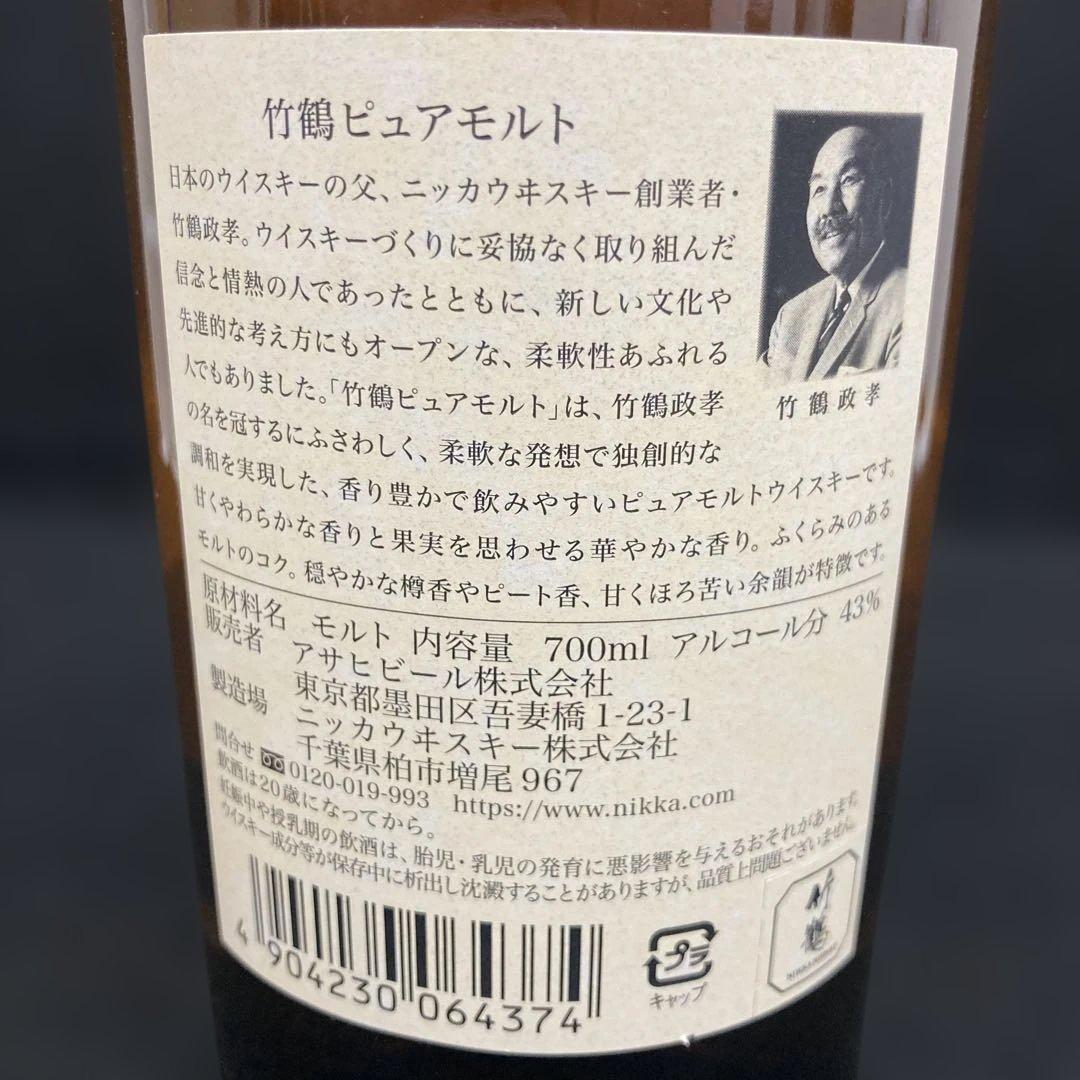 竹鶴ピュアモルト
日本のウイスキーの父、ニッカウヰスキー創業者・
竹鶴政孝。ウイスキーづくりに妥協なく取り組んだ
信念と情熱の人であったとともに、新しい文化や
先進的な考え方にもオープンな、柔軟性あふれる
人でもありました。「竹鶴ピュアモルト」は、竹鶴政孝
の名を冠するにふさわしく、柔軟な発想で独創的な
調和を実現した、香り豊かで飲みやすいピュアモルトウイスキーです。
甘くやわらかな香りと果実を思わせる華やかな香り。ふくらみのある
モルトのコク。穏やかな樽香やピート香、甘くほろ苦い余韻が特徴です。
竹鶴政孝
原材料名 モルト 内容量 700ml アルコール分 43%
販売者 アサヒビール株式会社
東京都墨田区吾妻橋1-23-1
製造場 ニッカウヰスキー株式会社
千葉県柏市増尾967
問合せ 0120-019-993 https://www.nikka.com
飲酒は20歳になってから。
妊娠中や授乳期の飲酒は、胎児・乳児の発育に悪影響を与えるおそれがあります。
ウイスキー成分等が保存中に析出し沈澱することがありますが、品質上問題ございません。
4 904230 064374
プラ
キャップ
竹鶴